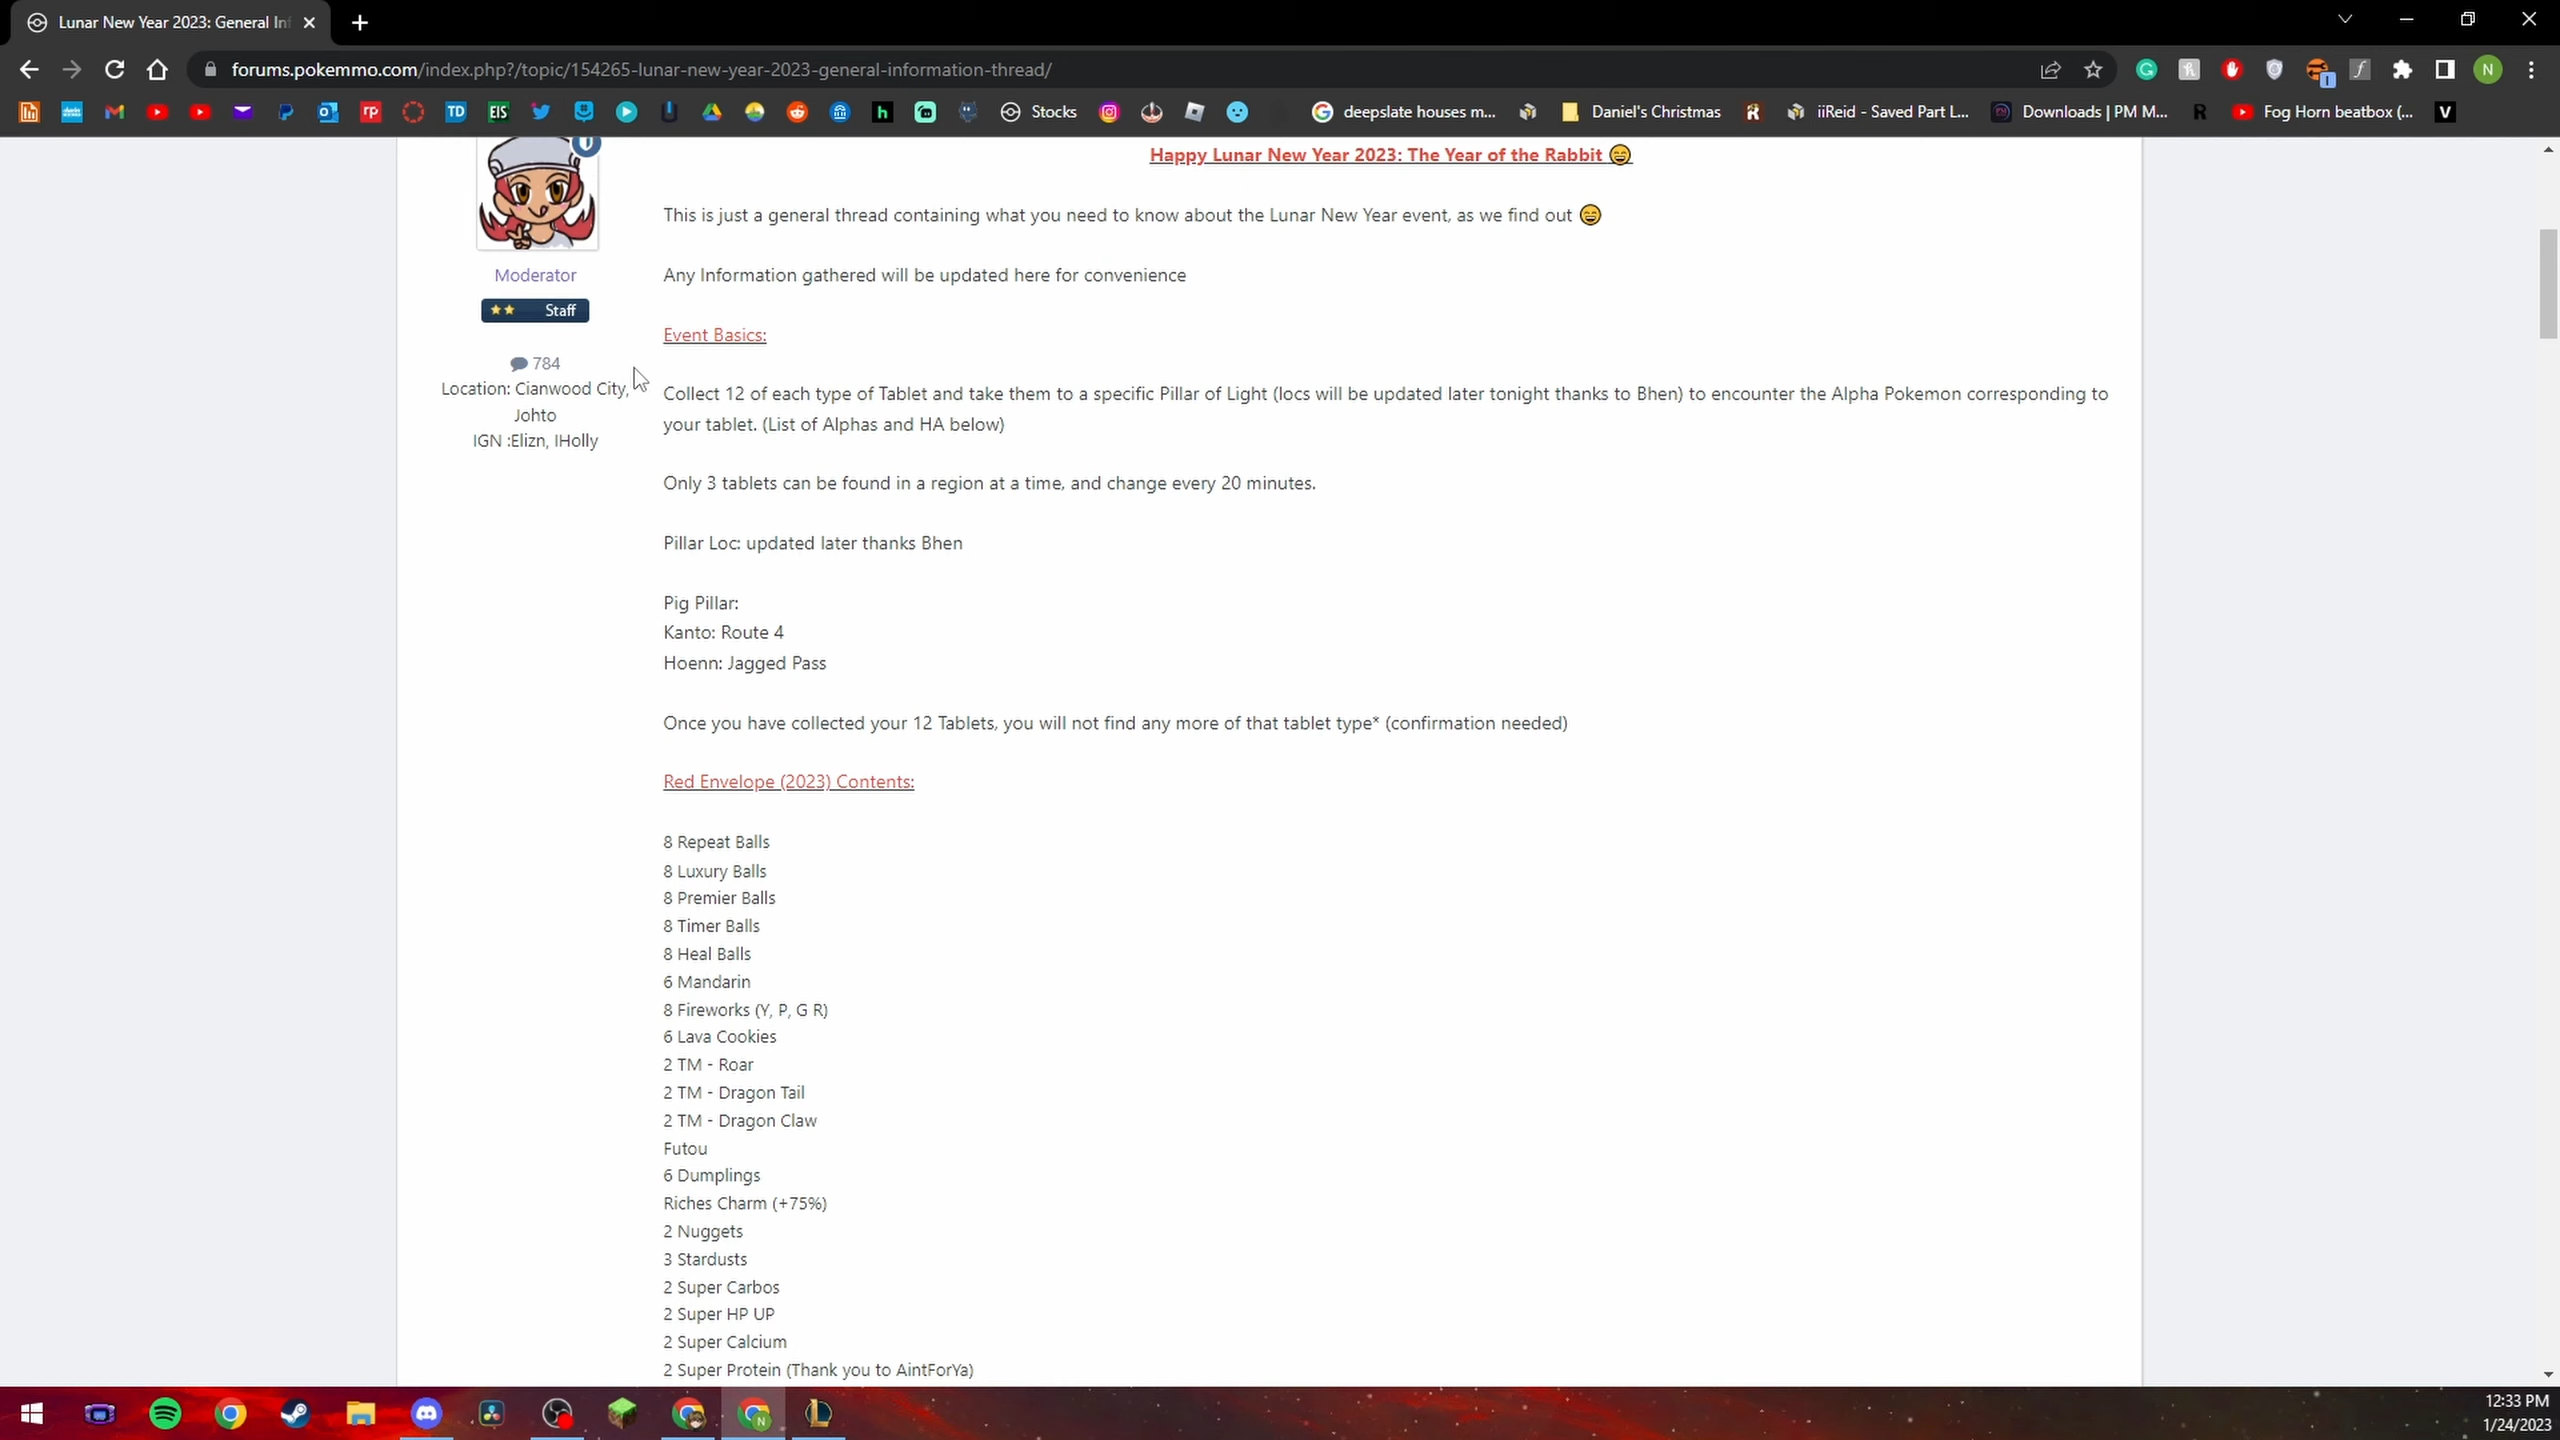 Lunar New Year 2023: General Inf
forums.pokemmo.com/index.php?/topic/154265-lunar-new-year-2023-general-information-thread/
N
rp
TD
EIS
Stocks
deepslate houses m...
Daniel's Christmas
iiReid - Saved Part L...
Downloads | PM M...
R
Fog Horn beatbox (...
V
Happy Lunar New Year 2023: The Year of the Rabbit
This is just a general thread containing what you need to know about the Lunar New Year event, as we find out
Moderator
Any Information gathered will be updated here for convenience
Staff
Event Basics:
784
Location: Cianwood City,
Johto
IGN :Elizn, IHolly
Collect 12 of each type of Tablet and take them to a specific Pillar of Light (locs will be updated later tonight thanks to Bhen) to encounter the Alpha Pokemon corresponding to
your tablet. (List of Alphas and HA below)
Only 3 tablets can be found in a region at a time, and change every 20 minutes.
Pillar Loc: updated later thanks Bhen
Pig Pillar:
Kanto: Route 4
Hoenn: Jagged Pass
Once you have collected your 12 Tablets, you will not find any more of that tablet type* (confirmation needed)
Red Envelope (2023) Contents:
8 Repeat Balls
8 Luxury Balls
8 Premier Balls
8 Timer Balls
8 Heal Balls
6 Mandarin
8 Fireworks (Y, P, G R)
6 Lava Cookies
2 TM - Roar
2 TM - Dragon Tail
2 TM - Dragon Claw
Futou
6 Dumplings
Riches Charm (+75%)
2 Nuggets
3 Stardusts
2 Super Carbos
2 Super HP UP
2 Super Calcium
2 Super Protein (Thank you to AintForYa)
12:33 PM
1/24/2023